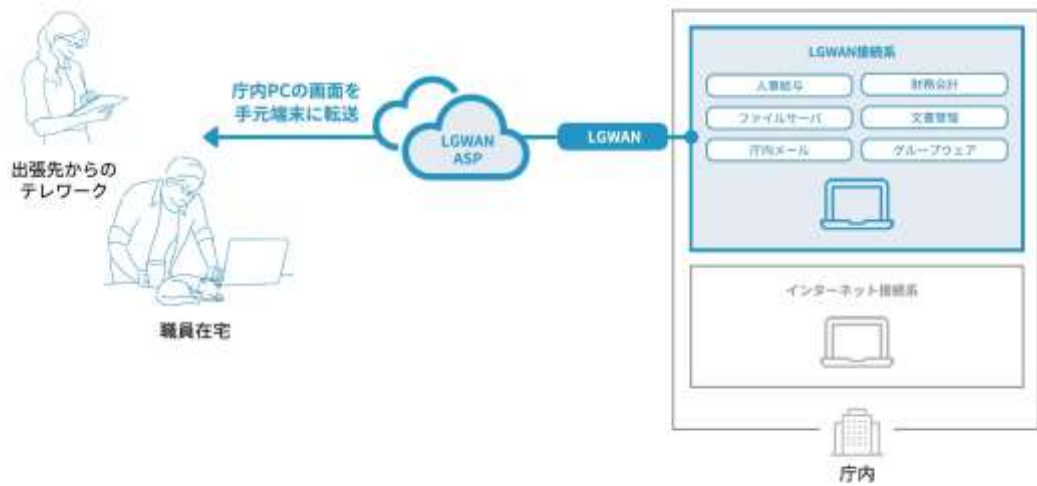 出張先からの
テレワーク
職員在宅
庁内PCの画面を
手元端末に転送
LGWAN
ASP
LGWAN
LGWAN接続系
人事給与
財務会計
ファイルサーバ
文書管理
庁内メール
グループウェア
インターネット接続系
庁内